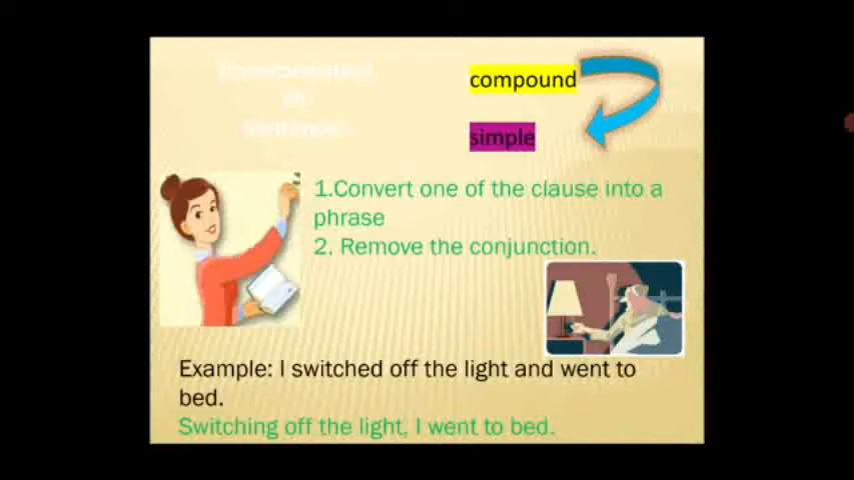 compound
simple
1.Convert one of the clause into a
phrase
2. Remove the conjunction.
Example: I switched off the light and went to
bed.
Switching off the light, I went to bed.